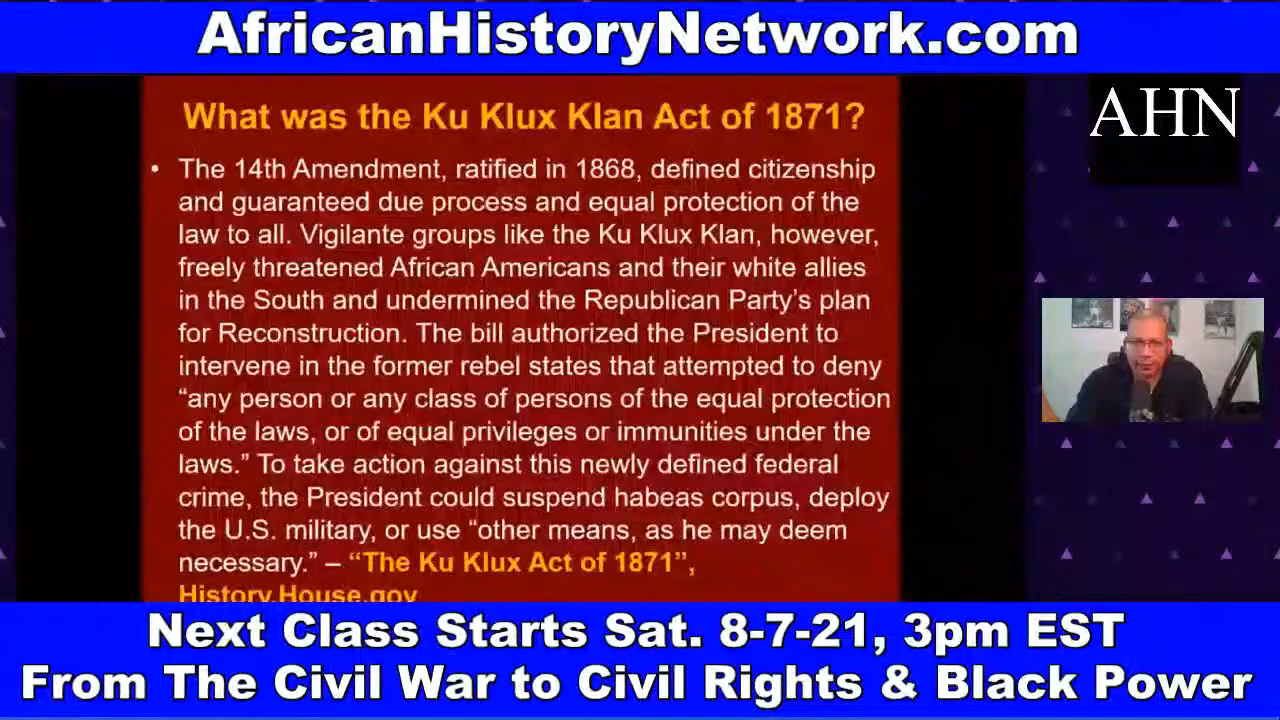 AfricanHistoryNetwork.com
AHN
What was the Ku Klux Klan Act of 1871?
• The 14th Amendment, ratified in 1868, defined citizenship
and guaranteed due process and equal protection of the
law to all. Vigilante groups like the Ku Klux Klan, however,
freely threatened African Americans and their white allies
in the South and undermined the Republican Party’s plan
for Reconstruction. The bill authorized the President to
intervene in the former rebel states that attempted to deny
“any person or any class of persons of the equal protection
of the laws, or of equal privileges or immunities under the
laws.” To take action against this newly defined federal
crime, the President could suspend habeas corpus, deploy
the U.S. military, or use “other means, as he may deem
necessary.” – “The Ku Klux Act of 1871”,
History.House.gov
Next Class Starts Sat. 8-7-21, 3pm EST
From The Civil War to Civil Rights & Black Power